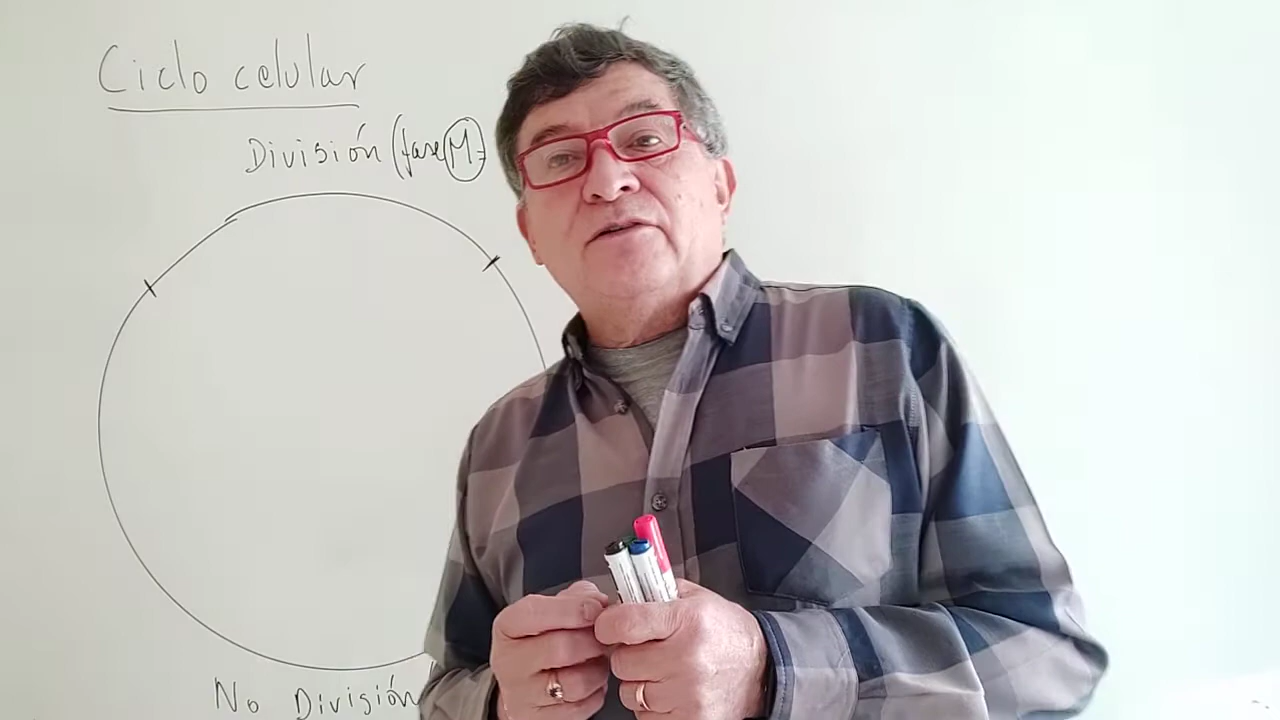 Ciclo celular
División (fase M =
No División